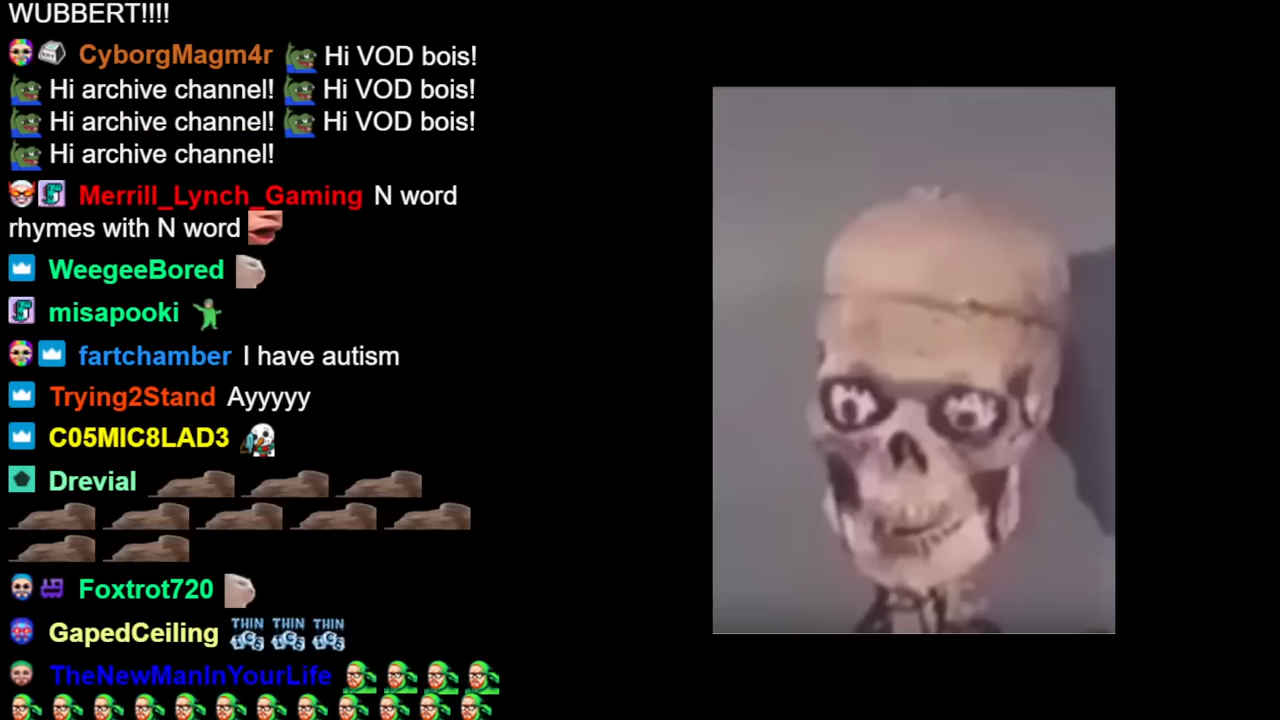 WUBBERT!!!!
CyborgMagm4r Hi VOD bois!
Hi archive channel! Hi VOD bois!
Hi archive channel! Hi VOD bois!
Hi archive channel!
Merrill_Lynch_Gaming N word
rhymes with N word
WeegeeBored
misapooki
fartchamber I have autism
Trying2Stand Ayyyyy
C05MIC8LAD3
Drevial
Foxtrot720
GapedCeiling THIN THIN THIN
TheNewManInYourLife